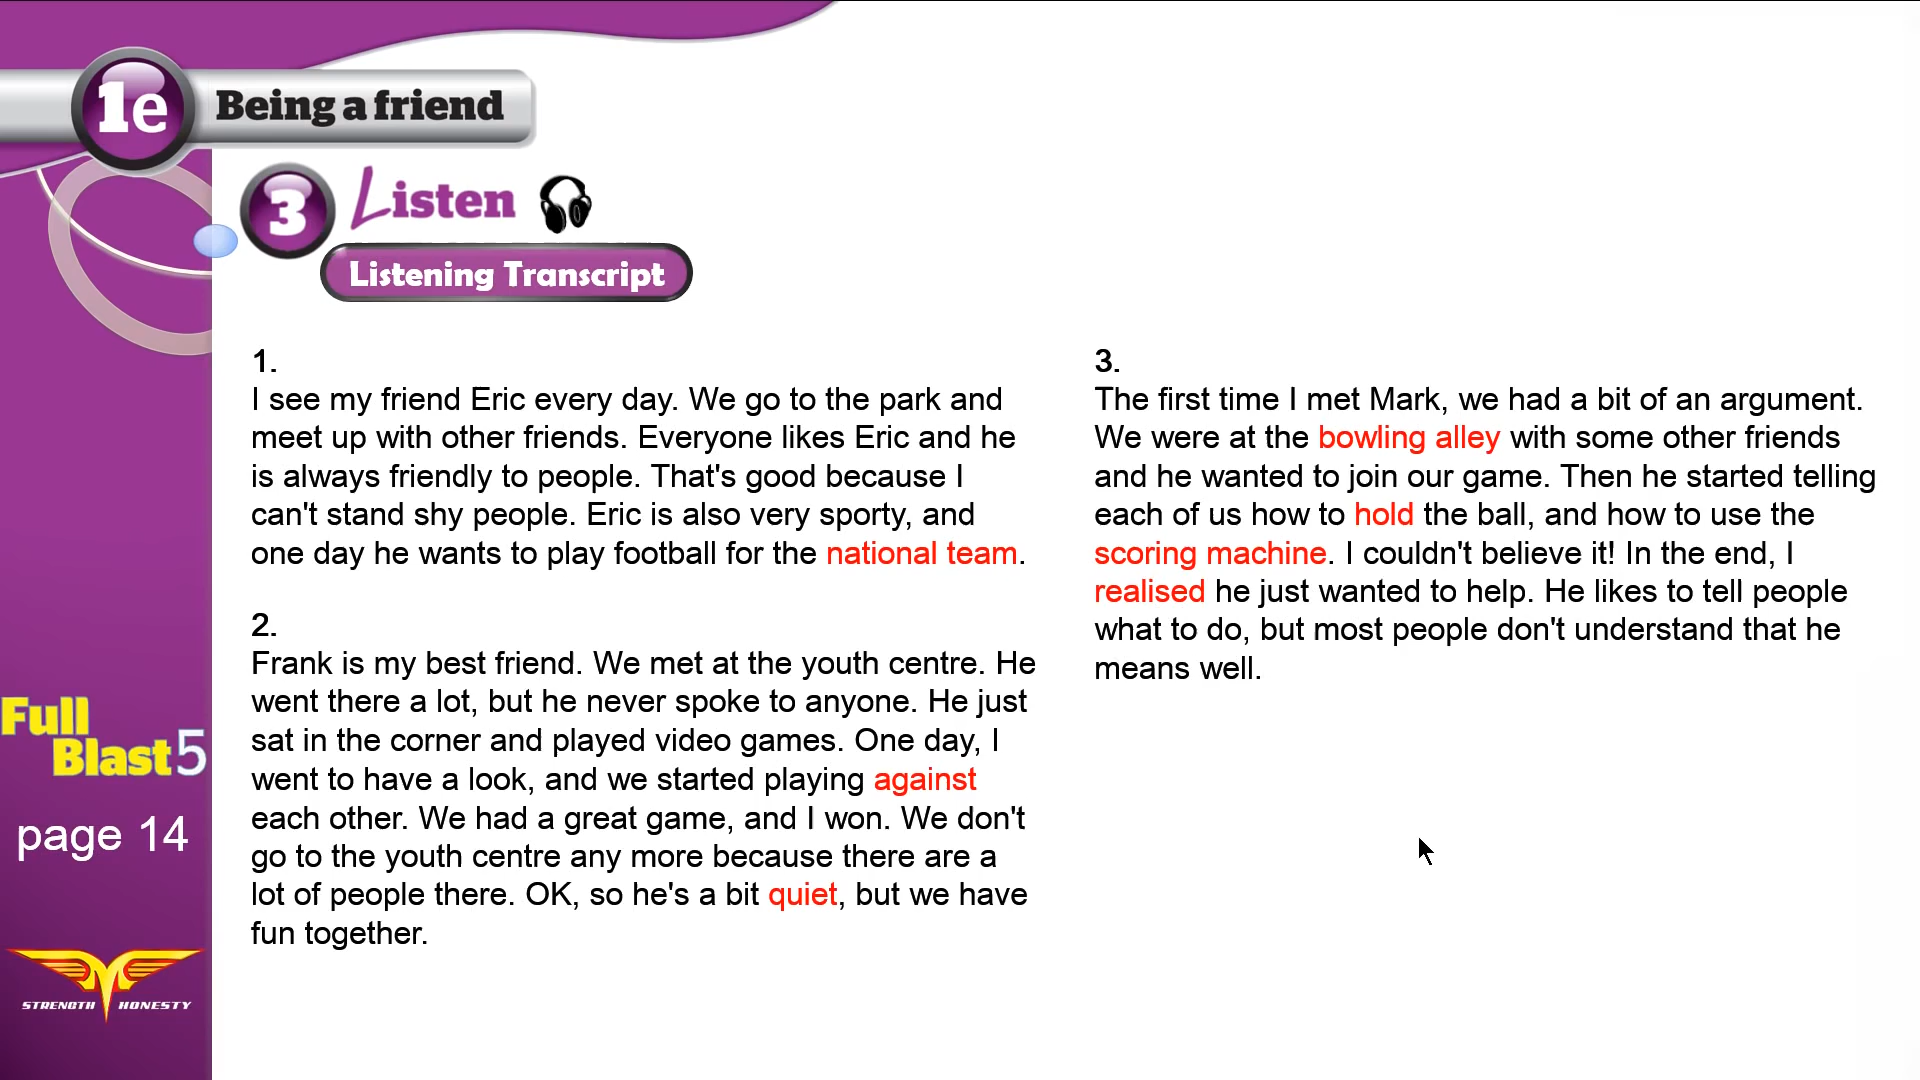 1e Being a friend
3 Listen
Listening Transcript
1.
I see my friend Eric every day. We go to the park and
meet up with other friends. Everyone likes Eric and he
is always friendly to people. That's good because I
can't stand shy people. Eric is also very sporty, and
one day he wants to play football for the national team.
2.
Frank is my best friend. We met at the youth centre. He
went there a lot, but he never spoke to anyone. He just
sat in the corner and played video games. One day, I
went to have a look, and we started playing against
each other. We had a great game, and I won. We don't
go to the youth centre any more because there are a
lot of people there. OK, so he's a bit quiet, but we have
fun together.
3.
The first time I met Mark, we had a bit of an argument.
We were at the bowling alley with some other friends
and he wanted to join our game. Then he started telling
each of us how to hold the ball, and how to use the
scoring machine. I couldn't believe it! In the end, I
realised he just wanted to help. He likes to tell people
what to do, but most people don't understand that he
means well.
Full
Blast 5
page 14
STRENGTH HONESTY